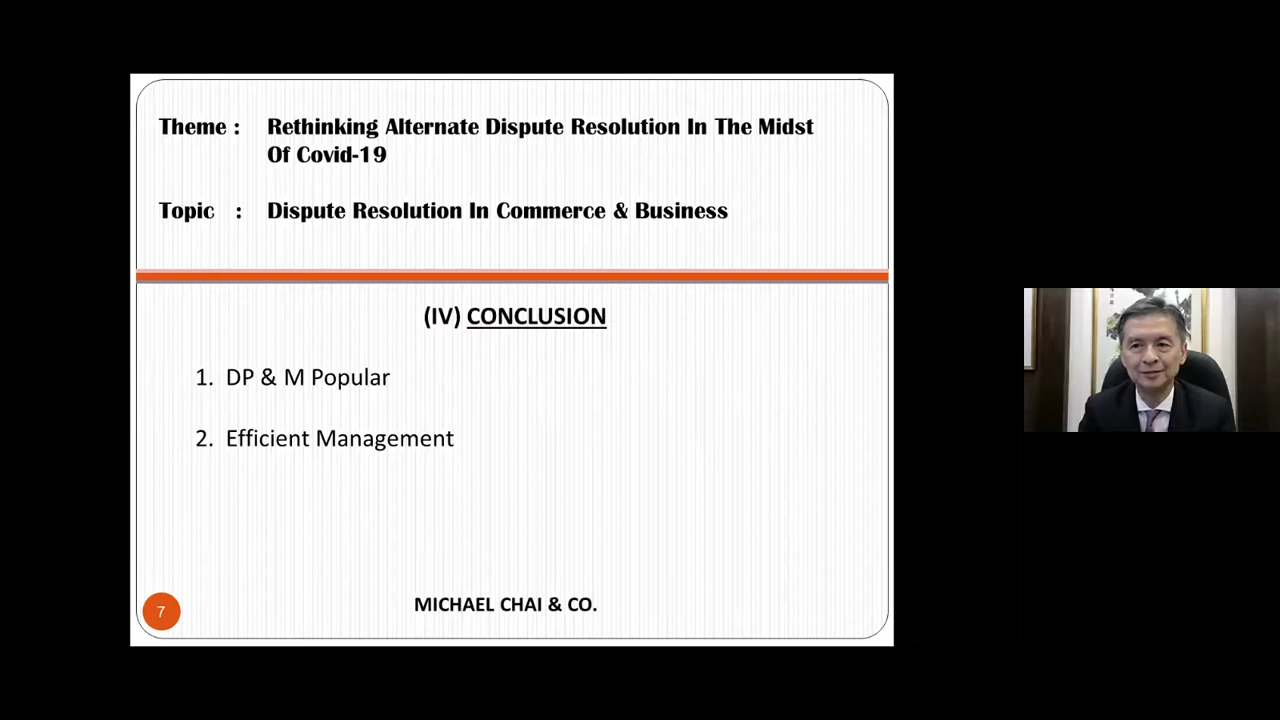 Theme : Rethinking Alternate Dispute Resolution In The Midst
Of Covid-19
Topic : Dispute Resolution In Commerce & Business
(IV) CONCLUSION
1. DP & M Popular
2. Efficient Management
7
MICHAEL CHAI & CO.